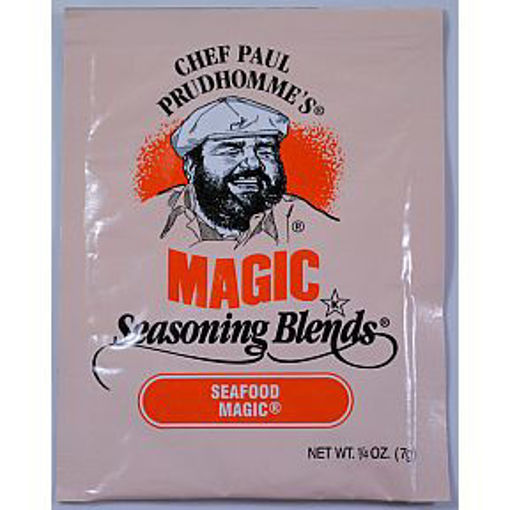 CHEF PAUL
PRUDHOMME'S®
®
MAGIC
K
Seasoning Blends®
SEAFOOD
MAGIC®
NET WT. ¼ OZ. (7g)